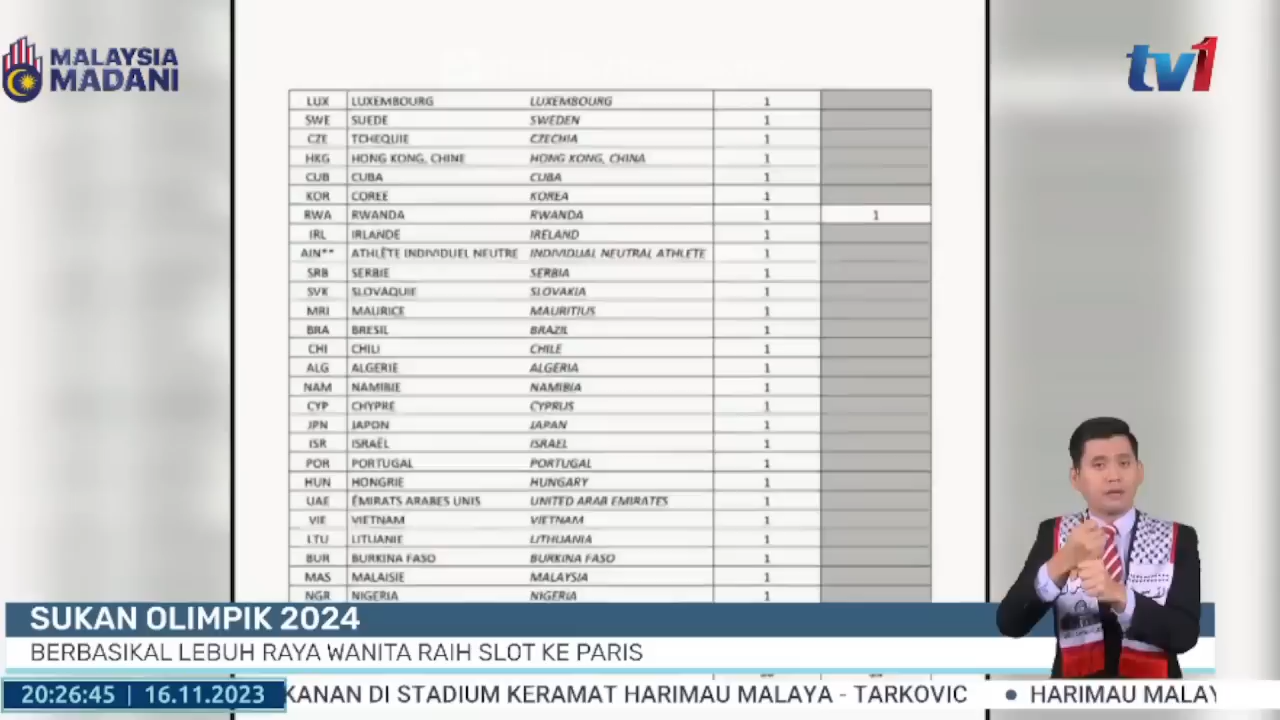 MALAYSIA
MADANI
tv1
LUX LUXEMBOURG LUXEMBOURG 1
SWE SUEDE SWEDEN 1
CZE TCHEQUIE CZECHIA 1
HKG HONG KONG, CHINE HONG KONG, CHINA 1
CUB CUBA CUBA 1
KOR COREE KOREA 1
RWA RWANDA RWANDA 1 1
IRL IRLANDE IRELAND 1
AIN** ATHLÈTE INDIVIDUEL NEUTRE INDIVIDUAL NEUTRAL ATHLETE 1
SRB SERBIE SERBIA 1
SVK SLOVAQUIE SLOVAKIA 1
MRI MAURICE MAURITIUS 1
BRA BRESIL BRAZIL 1
CHI CHILI CHILE 1
ALG ALGERIE ALGERIA 1
NAM NAMIBIE NAMIBIA 1
CYP CHYPRE CYPRUS 1
JPN JAPON JAPAN 1
ISR ISRAËL ISRAEL 1
POR PORTUGAL PORTUGAL 1
HUN HONGRIE HUNGARY 1
UAE ÉMIRATS ARABES UNIS UNITED ARAB EMIRATES 1
VIE VIETNAM VIETNAM 1
LTU LITUANIE LITHUANIA 1
BUR BURKINA FASO BURKINA FASO 1
MAS MALAISIE MALAYSIA 1
NGR NIGERIA NIGERIA 1
SUKAN OLIMPIK 2024
BERBASIKAL LEBUH RAYA WANITA RAIH SLOT KE PARIS
20:26:45 | 16.11.2023 KANAN DI STADIUM KERAMAT HARIMAU MALAYA - TARKOVIC • HARIMAU MALAY